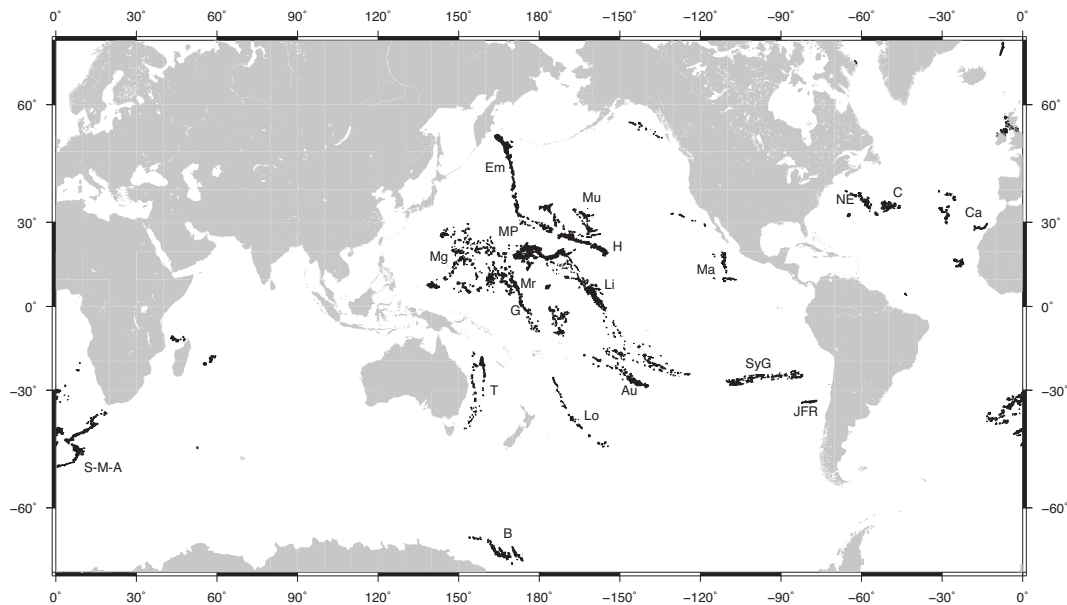 0˚ 30˚ 60˚ 90˚ 120˚ 150˚ 180˚ −150˚ −120˚ −90˚ −60˚ −30˚ 0˚
60˚ 60˚
Em
Mu
NE C
Ca
30˚ 30˚
MP
H
Mg
Ma
Mr
Li
G
0˚ 0˚
SyG
T
Au
−30˚ −30˚
JFR
Lo
S-M-A
−60˚ −60˚
B
0˚ 30˚ 60˚ 90˚ 120˚ 150˚ 180˚ −150˚ −120˚ −90˚ −60˚ −30˚ 0˚